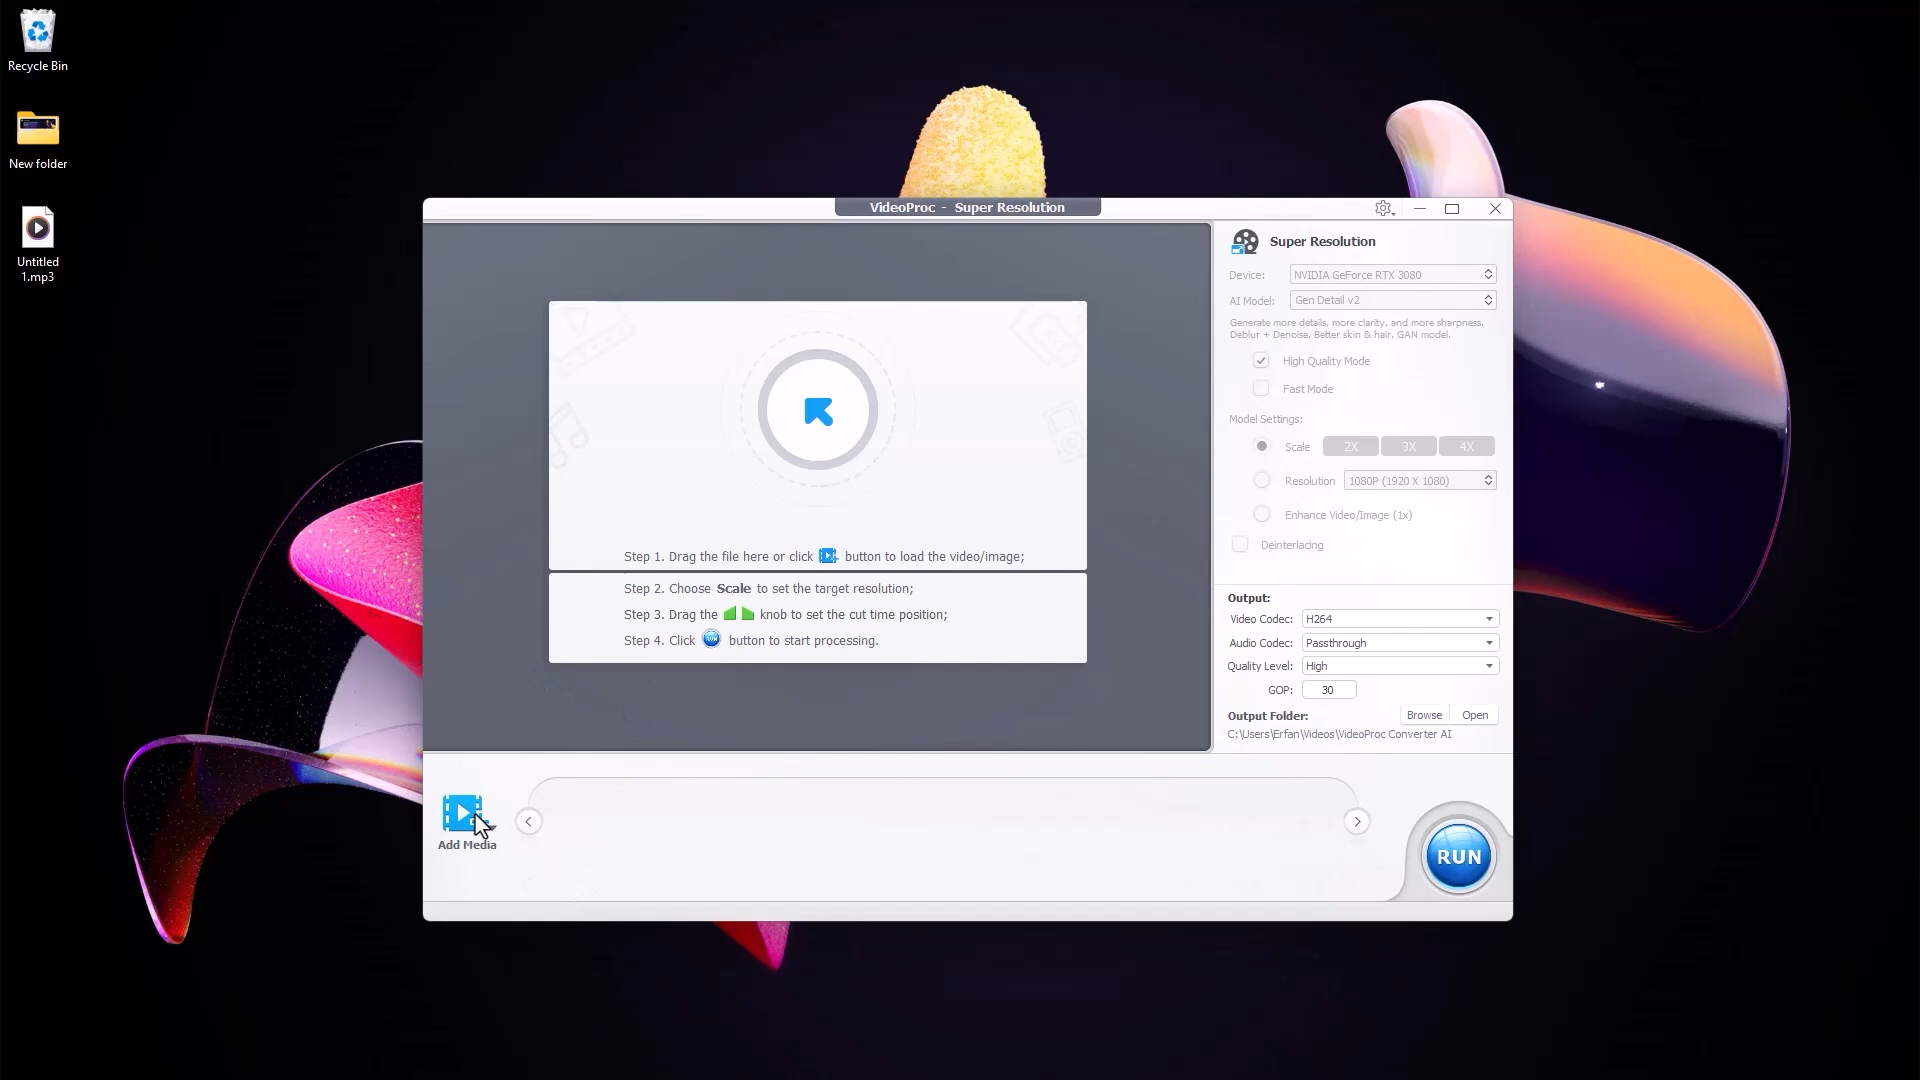 Recycle Bin
New folder
Untitled
1.mp3
VideoProc - Super Resolution
Step 1. Drag the file here or click button to load the video/image;
Step 2. Choose Scale to set the target resolution;
Step 3. Drag the knob to set the cut time position;
Step 4. Click RUN button to start processing.
Super Resolution
Device: NVIDIA GeForce RTX 3080
AI Model: Gen Detail v2
Generate more details, more clarity, and more sharpness.
Deblur + Denoise. Better skin & hair. GAN model.
High Quality Mode
Fast Mode
Model Settings:
Scale 2X 3X 4X
Resolution 1080P (1920 X 1080)
Enhance Video/Image (1x)
Deinterlacing
Output:
Video Codec: H264
Audio Codec: Passthrough
Quality Level: High
GOP: 30
Output Folder: Browse Open
C:\Users\Erfan\Videos\VideoProc Converter AI
Add Media
RUN